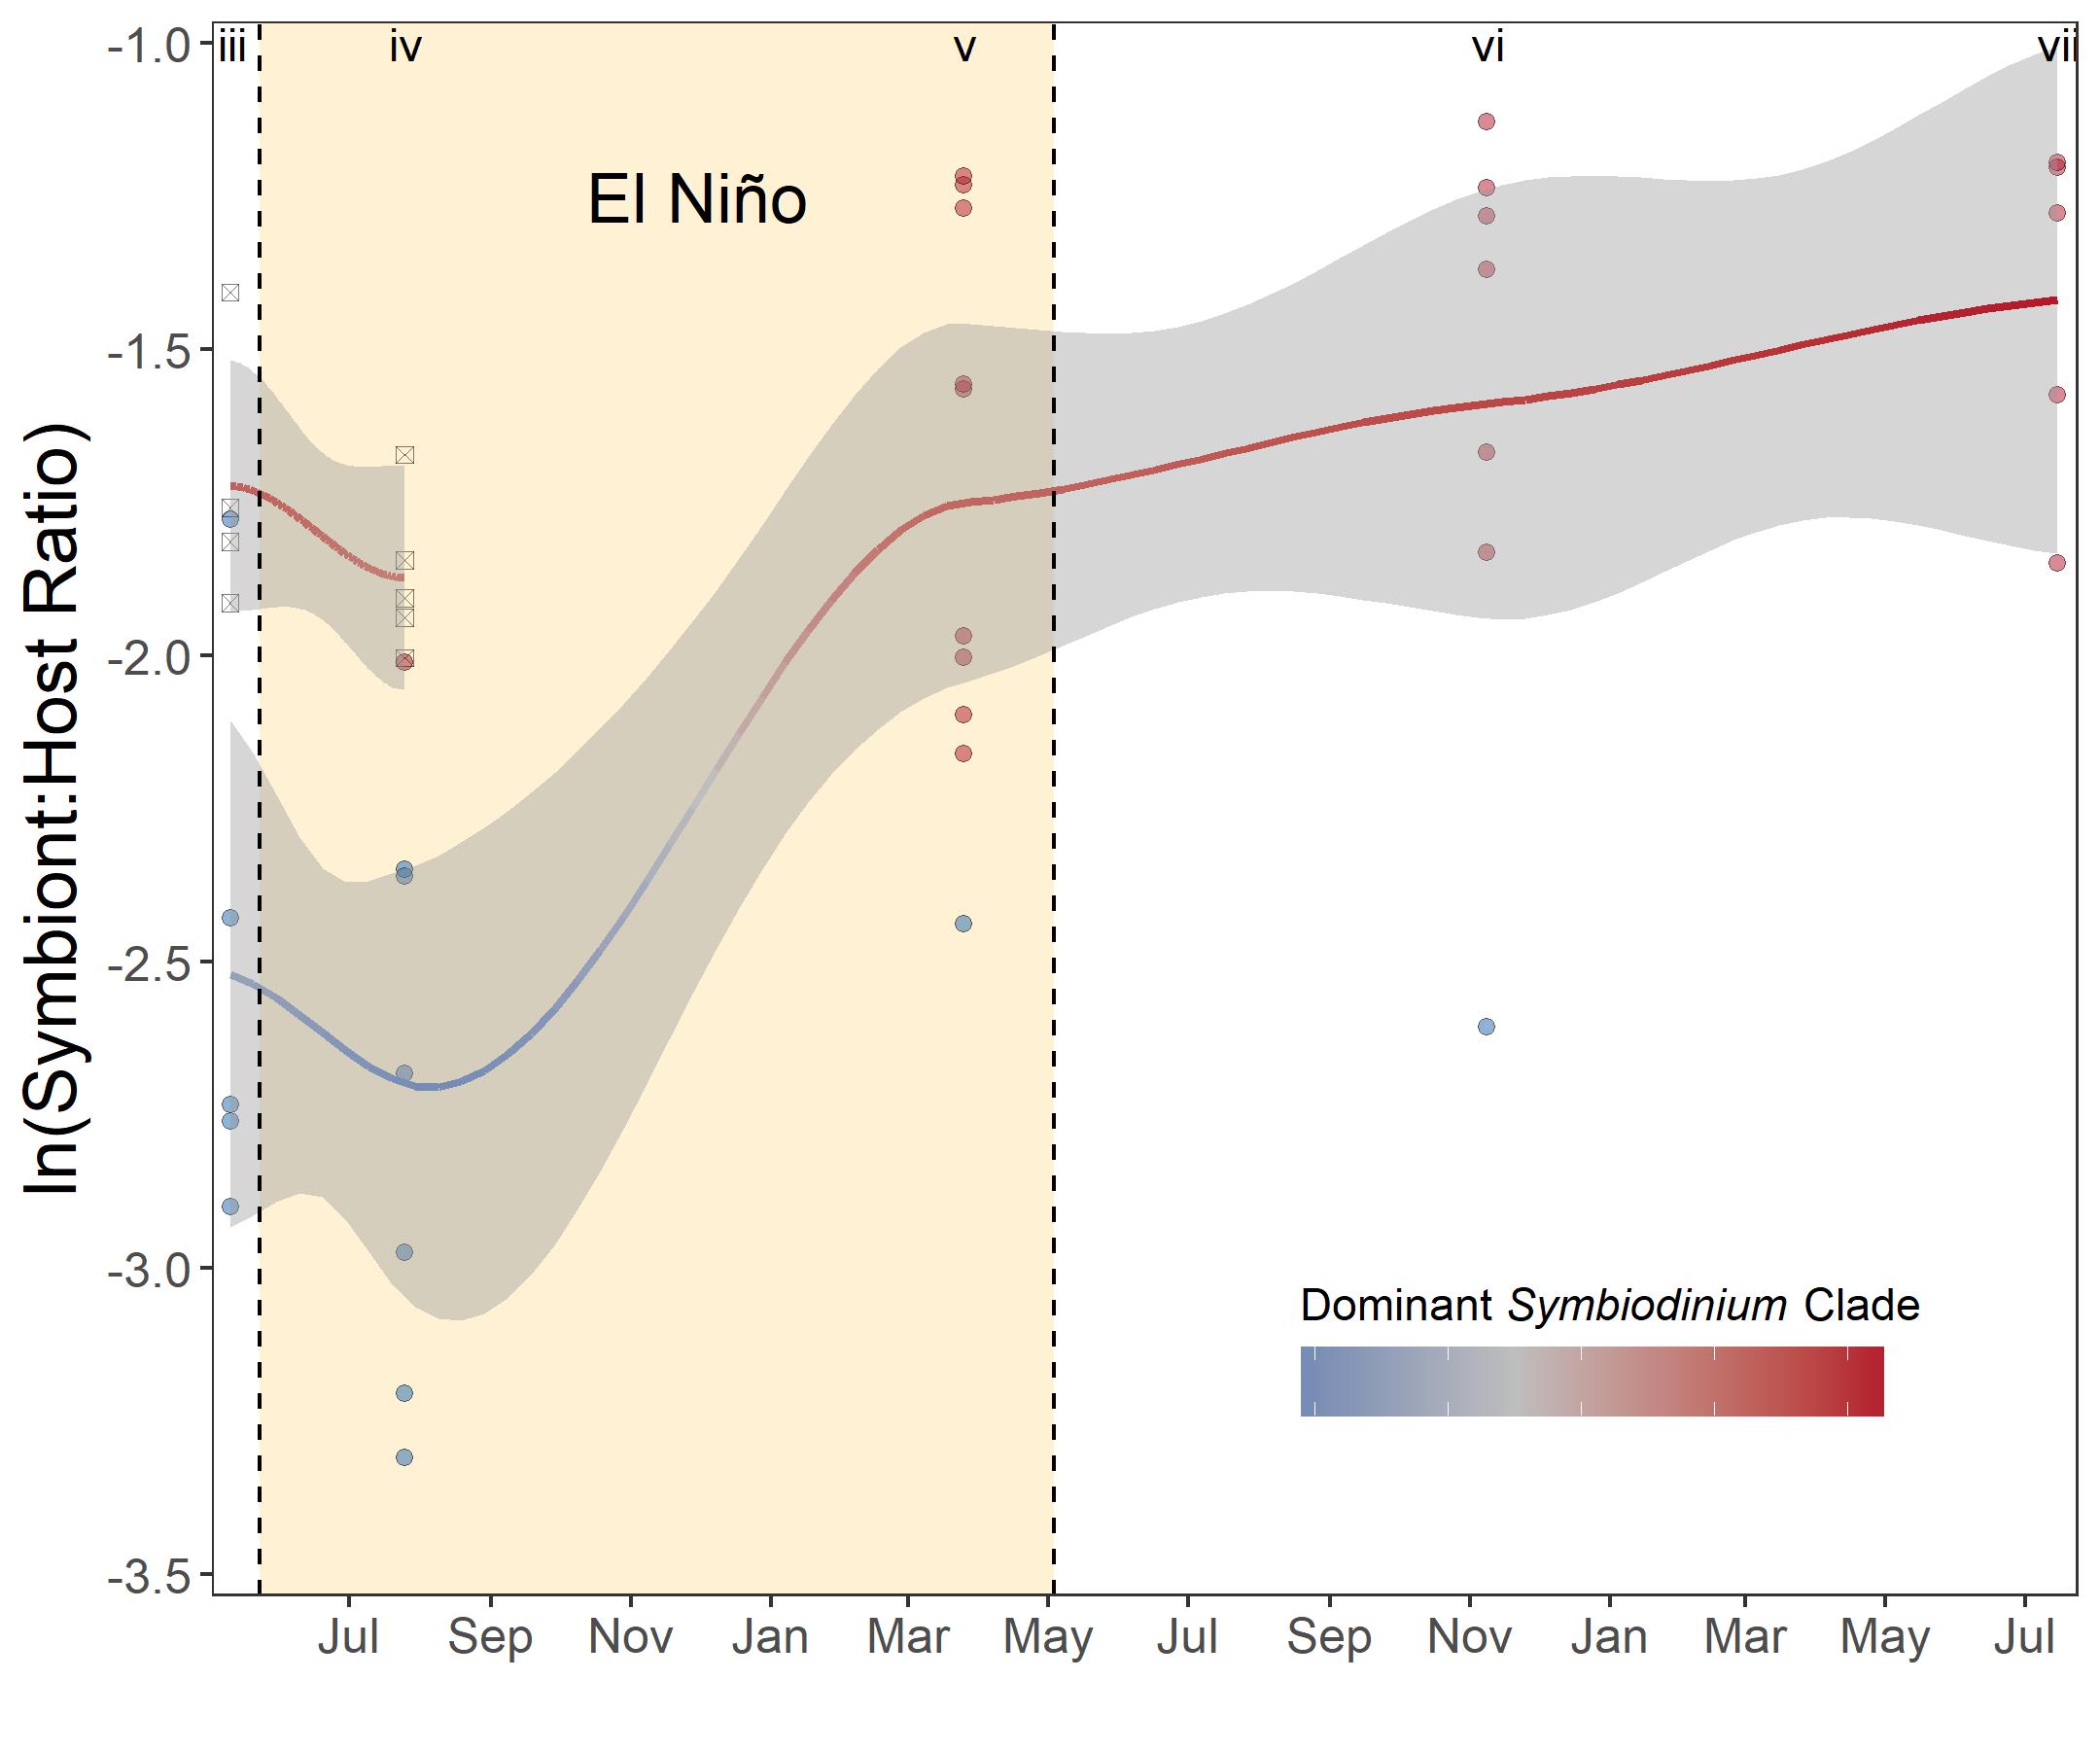 iii iv v vi vii
El Niño
ln(Symbiont:Host Ratio)
-1.0
-1.5
-2.0
-2.5
-3.0
-3.5
Dominant Symbiodinium Clade
Jul Sep Nov Jan Mar May Jul Sep Nov Jan Mar May Jul